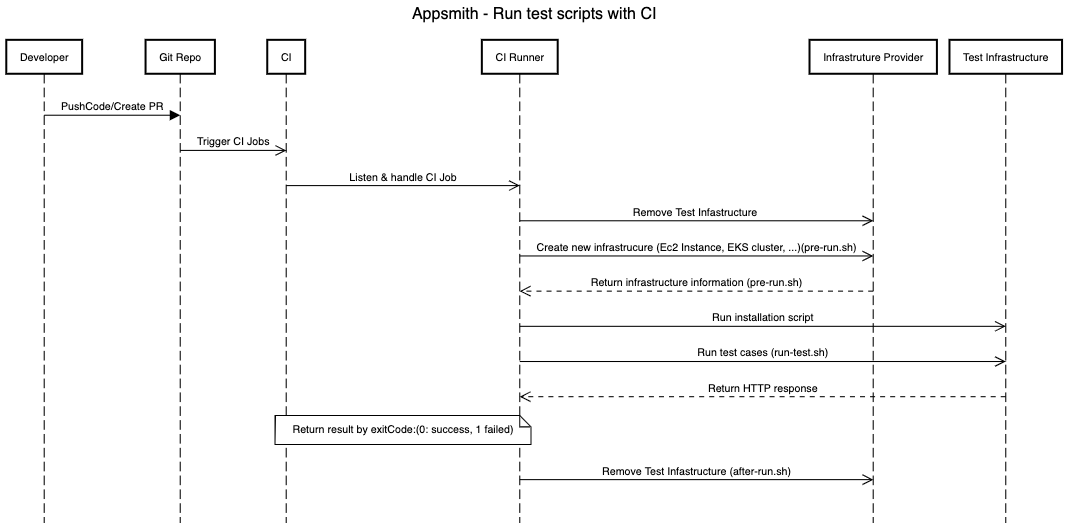 Appsmith - Run test scripts with CI
Developer
Git Repo
CI
CI Runner
Infrastruture Provider
Test Infrastructure
PushCode/Create PR
Trigger CI Jobs
Listen & handle CI Job
Remove Test Infastructure
Create new infrastrucure (Ec2 Instance, EKS cluster, ...)(pre-run.sh)
Return infrastructure information (pre-run.sh)
Run installation script
Run test cases (run-test.sh)
Return HTTP response
Return result by exitCode:(0: success, 1 failed)
Remove Test Infastructure (after-run.sh)